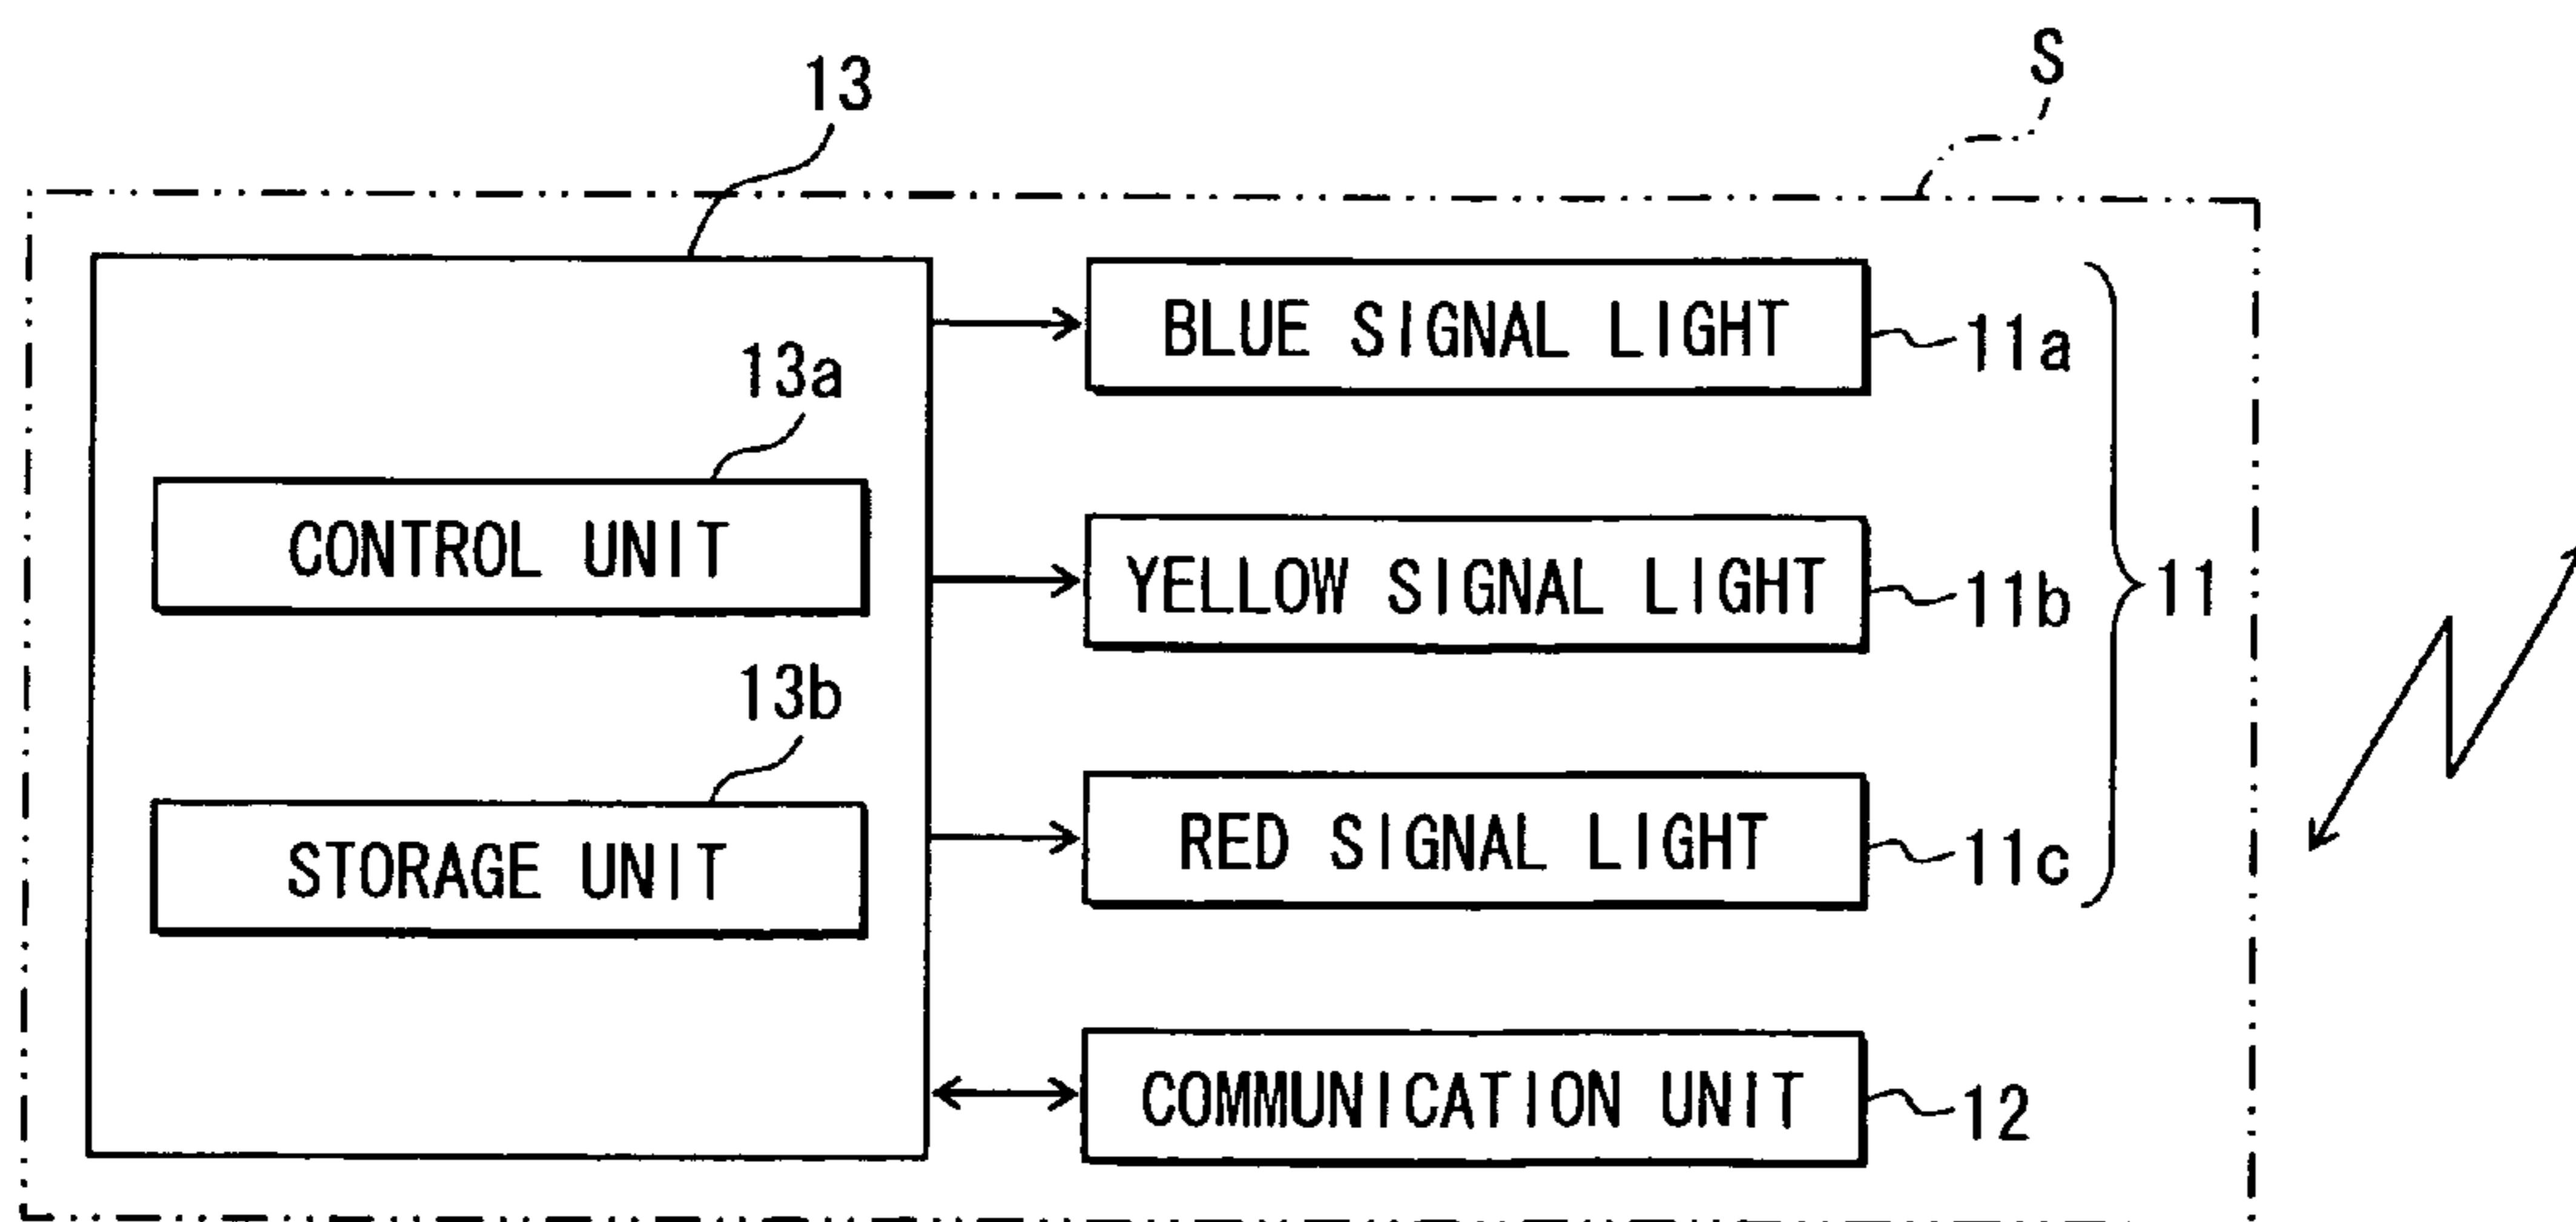 S
13
BLUE SIGNAL LIGHT
11a
13a
CONTROL UNIT
YELLOW SIGNAL LIGHT
11b
11
13b
STORAGE UNIT
RED SIGNAL LIGHT
11c
COMMUNICATION UNIT
12